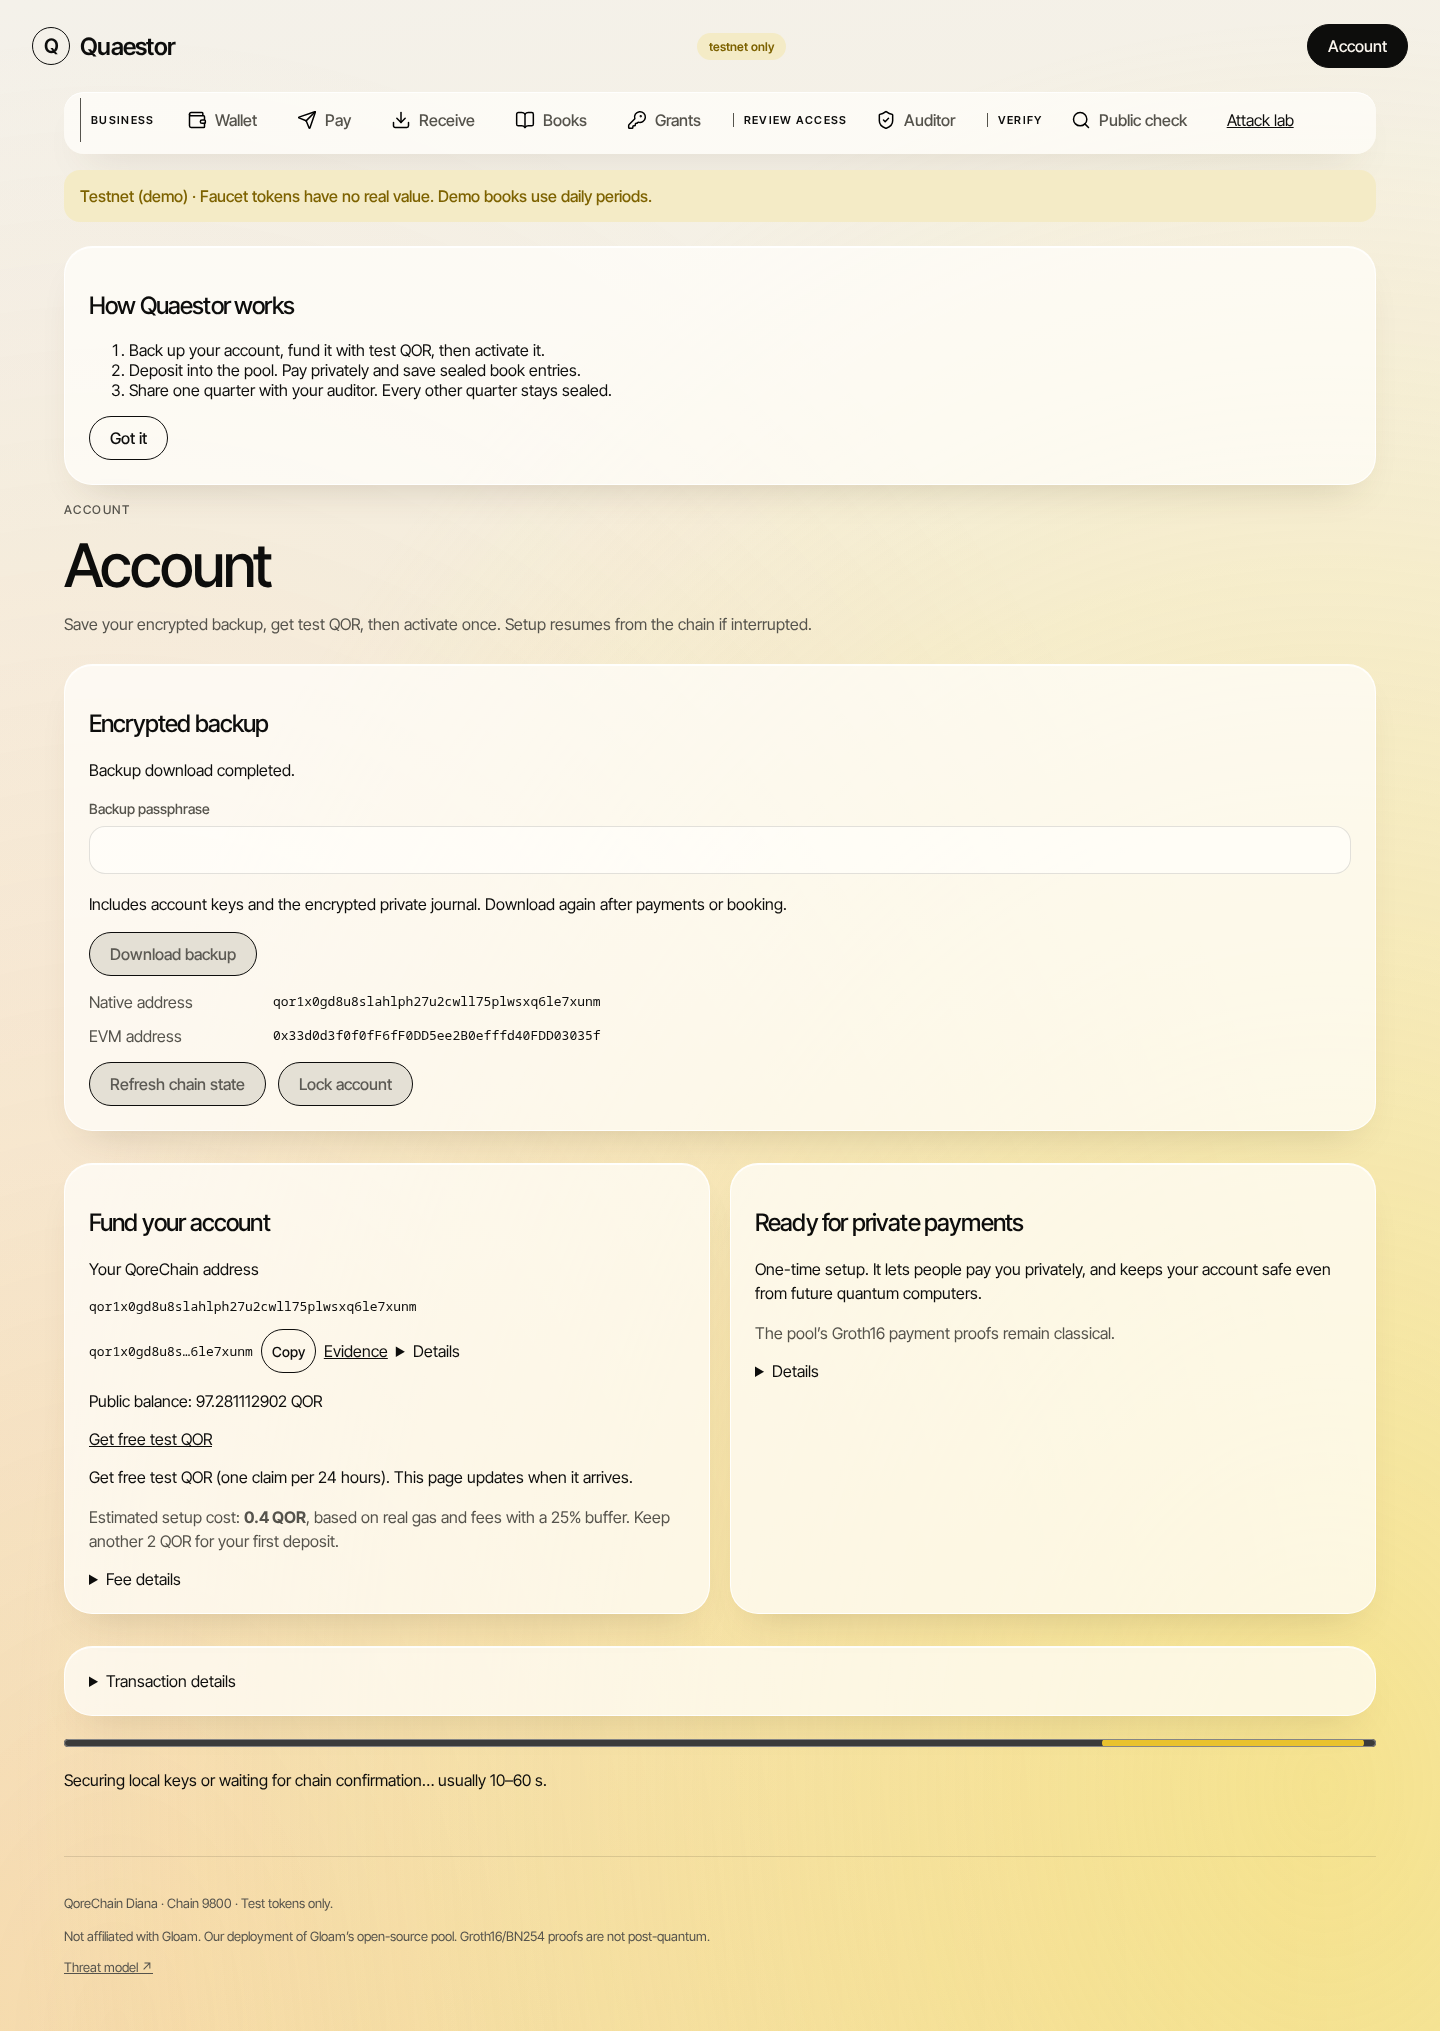 Q Quaestor
testnet only
Account
BUSINESS Wallet Pay Receive Books Grants REVIEW ACCESS Auditor VERIFY Public check Attack lab
Testnet (demo) · Faucet tokens have no real value. Demo books use daily periods.
How Quaestor works
1. Back up your account, fund it with test QOR, then activate it.
2. Deposit into the pool. Pay privately and save sealed book entries.
3. Share one quarter with your auditor. Every other quarter stays sealed.
Got it
ACCOUNT
Account
Save your encrypted backup, get test QOR, then activate once. Setup resumes from the chain if interrupted.
Encrypted backup
Backup download completed.
Backup passphrase
Includes account keys and the encrypted private journal. Download again after payments or booking.
Download backup
Native address qor1x0gd8u8slahlph27u2cwll75plwsxq6le7xunm
EVM address 0x33d0d3f0f0fF6fF0DD5ee2B0efffd40FDD03035f
Refresh chain state Lock account
Fund your account
Your QoreChain address
qor1x0gd8u8slahlph27u2cwll75plwsxq6le7xunm
qor1x0gd8u8s…6le7xunm Copy Evidence Details
Public balance: 97.281112902 QOR
Get free test QOR
Get free test QOR (one claim per 24 hours). This page updates when it arrives.
Estimated setup cost: 0.4 QOR, based on real gas and fees with a 25% buffer. Keep
another 2 QOR for your first deposit.
Fee details
Ready for private payments
One-time setup. It lets people pay you privately, and keeps your account safe even
from future quantum computers.
The pool’s Groth16 payment proofs remain classical.
Details
Transaction details
Securing local keys or waiting for chain confirmation… usually 10–60 s.
QoreChain Diana · Chain 9800 · Test tokens only.
Not affiliated with Gloam. Our deployment of Gloam’s open-source pool. Groth16/BN254 proofs are not post-quantum.
Threat model ↗